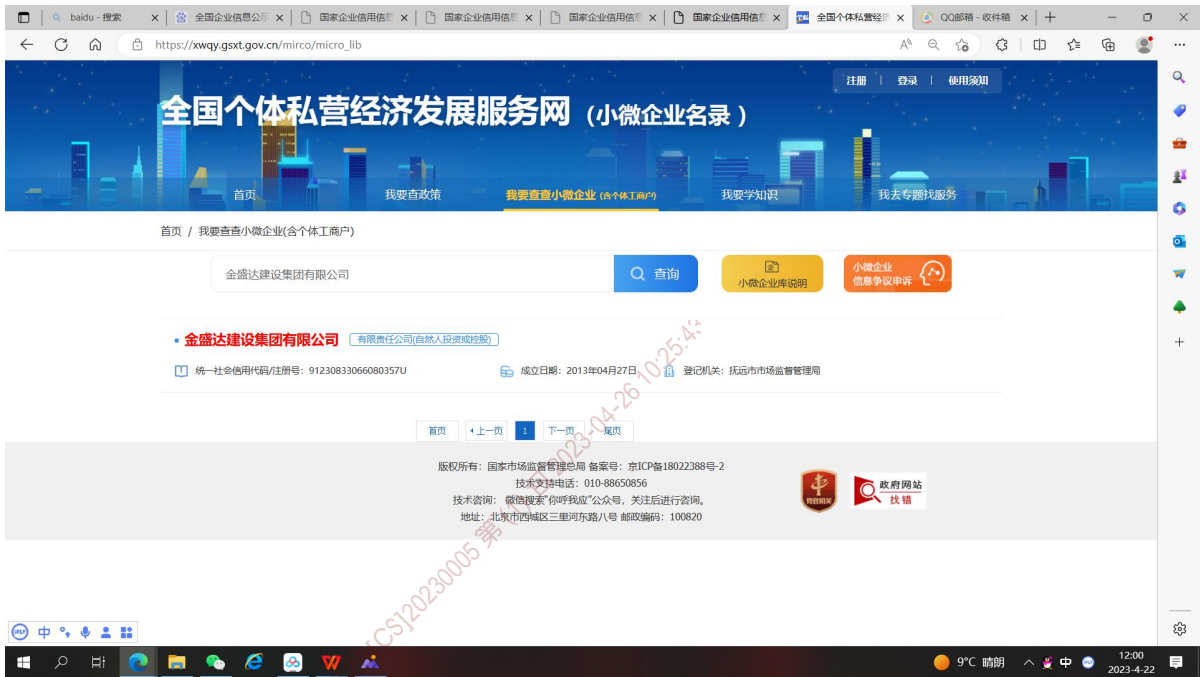 baidu - 搜索
全国企业信息公示
国家企业信用信息
国家企业信用信息
国家企业信用信息
国家企业信用信息
全国个体私营经济
QQ邮箱 - 收件箱
https://xwqy.gsxt.gov.cn/mirco/micro_lib
注册 | 登录 | 使用须知
全国个体私营经济发展服务网（小微企业名录）
首页 我要查政策 我要查查小微企业 (含个体工商户) 我要学知识 我去专题找服务
首页 / 我要查查小微企业(含个体工商户)
金盛达建设集团有限公司 查询
小微企业库说明
小微企业
信息争议申诉
金盛达建设集团有限公司 有限责任公司(自然人投资或控股)
统一社会信用代码/注册号：91230833066080357U 成立日期：2013年04月27日 登记机关：抚远市市场监督管理局
首页 上一页 1 下一页 尾页
版权所有：国家市场监督管理总局 备案号：京ICP备18022388号-2
技术支持电话：010-88650856
技术咨询： 微信搜索“你呼我应”公众号，关注后进行咨询。
地址：北京市西城区三里河东路八号 邮政编码：100820
党政机关
政府网站
找错
[CS]20230005 第(1)包 2023-04-26 10:25:43
iFLY 中
9°C 晴朗 中 12:00
2023-4-22